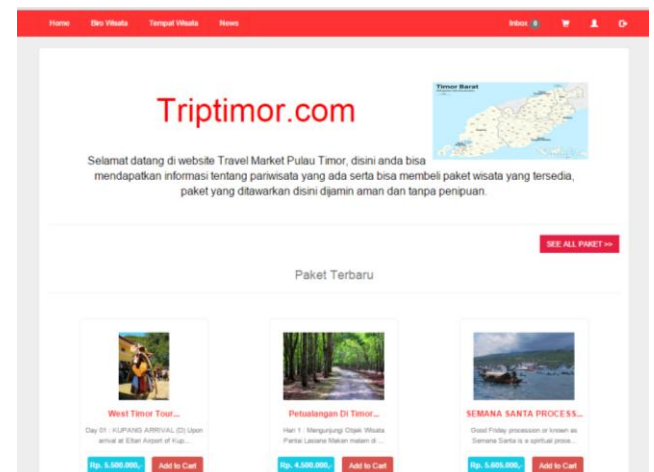 Home Biro Wisata Tempat Wisata News Inbox 0
Timor Barat
Triptimor.com
Selamat datang di website Travel Market Pulau Timor, disini anda bisa
mendapatkan informasi tentang pariwisata yang ada serta bisa membeli paket wisata yang tersedia,
paket yang ditawarkan disini dijamin aman dan tanpa penipuan.
SEE ALL PAKET >>
Paket Terbaru
West Timor Tour... Petualangan Di Timor... SEMANA SANTA PROCESS...
Day 01 : KUPANG ARRIVAL (D) Upon Hari 1 : Mengunjungi Objek Wisata Good Friday procession or known as
arrival at Eltari Airport of Kup... Pantai Lasiana Makan malam di ... Semana Santa is a spiritual proce...
Rp. 5.500.000,- Add to Cart Rp. 4.500.000,- Add to Cart Rp. 5.605.000,- Add to Cart